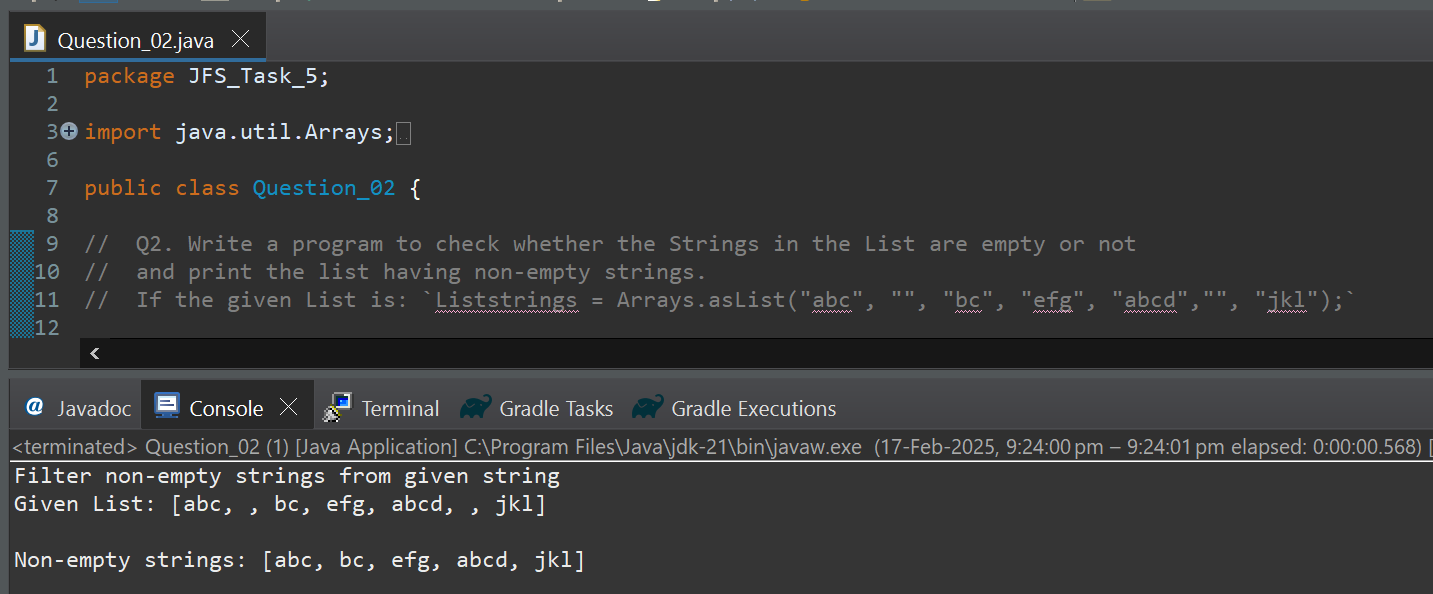 Question_02.java
1 package JFS_Task_5;
2
3 import java.util.Arrays;
6
7 public class Question_02 {
8
9 // Q2. Write a program to check whether the Strings in the List are empty or not
10 // and print the list having non-empty strings.
11 // If the given List is: `Liststrings = Arrays.asList("abc", "", "bc", "efg", "abcd","", "jkl");`
12
Javadoc Console Terminal Gradle Tasks Gradle Executions
<terminated> Question_02 (1) [Java Application] C:\Program Files\Java\jdk-21\bin\javaw.exe (17-Feb-2025, 9:24:00 pm – 9:24:01 pm elapsed: 0:00:00.568) [
Filter non-empty strings from given string
Given List: [abc, , bc, efg, abcd, , jkl]
Non-empty strings: [abc, bc, efg, abcd, jkl]